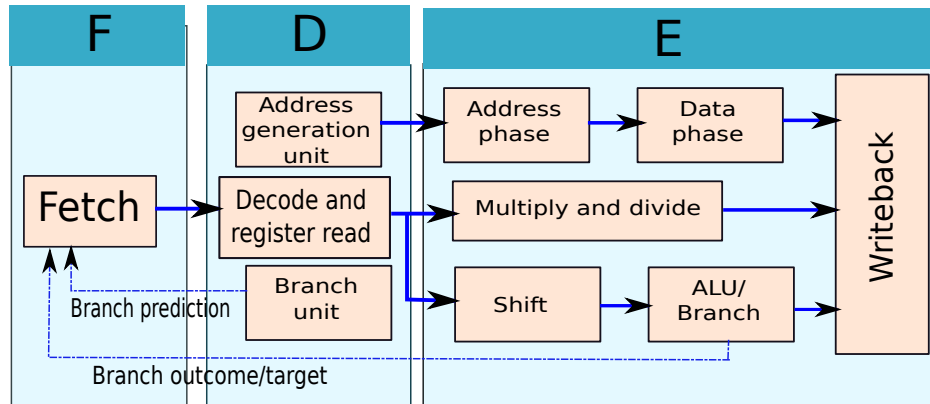 F
D
E
Address
generation
unit
Address
phase
Data
phase
Fetch
Decode and
register read
Multiply and divide
Writeback
Branch
unit
Shift
ALU/
Branch
Branch prediction
Branch outcome/target